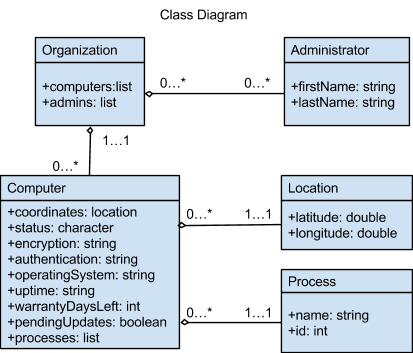 Class Diagram
Organization
+computers:list
+admins: list
0...*
0...*
Administrator
+firstName: string
+lastName: string
1...1
0...*
Computer
+coordinates: location
+status: character
+encryption: string
+authentication: string
+operatingSystem: string
+uptime: string
+warrantyDaysLeft: int
+pendingUpdates: boolean
+processes: list
0...*
1...1
Location
+latitude: double
+longitude: double
0...*
1...1
Process
+name: string
+id: int